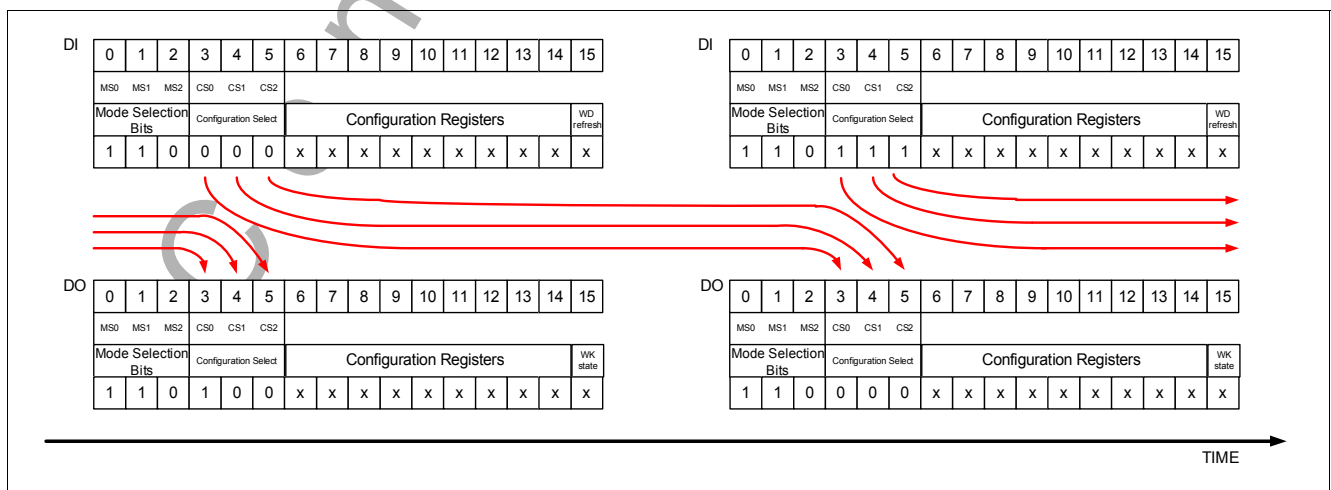 DI 0 1 2 3 4 5 6 7 8 9 10 11 12 13 14 15
MS0 MS1 MS2 CS0 CS1 CS2
Mode Selection Bits Configuration Select Configuration Registers WD refresh
1 1 0 0 0 0 x x x x x x x x x x
DI 0 1 2 3 4 5 6 7 8 9 10 11 12 13 14 15
MS0 MS1 MS2 CS0 CS1 CS2
Mode Selection Bits Configuration Select Configuration Registers WD refresh
1 1 0 1 1 1 x x x x x x x x x x
DO 0 1 2 3 4 5 6 7 8 9 10 11 12 13 14 15
MS0 MS1 MS2 CS0 CS1 CS2
Mode Selection Bits Configuration Select Configuration Registers WK state
1 1 0 1 0 0 x x x x x x x x x x
DO 0 1 2 3 4 5 6 7 8 9 10 11 12 13 14 15
MS0 MS1 MS2 CS0 CS1 CS2
Mode Selection Bits Configuration Select Configuration Registers WK state
1 1 0 0 0 0 x x x x x x x x x x
TIME